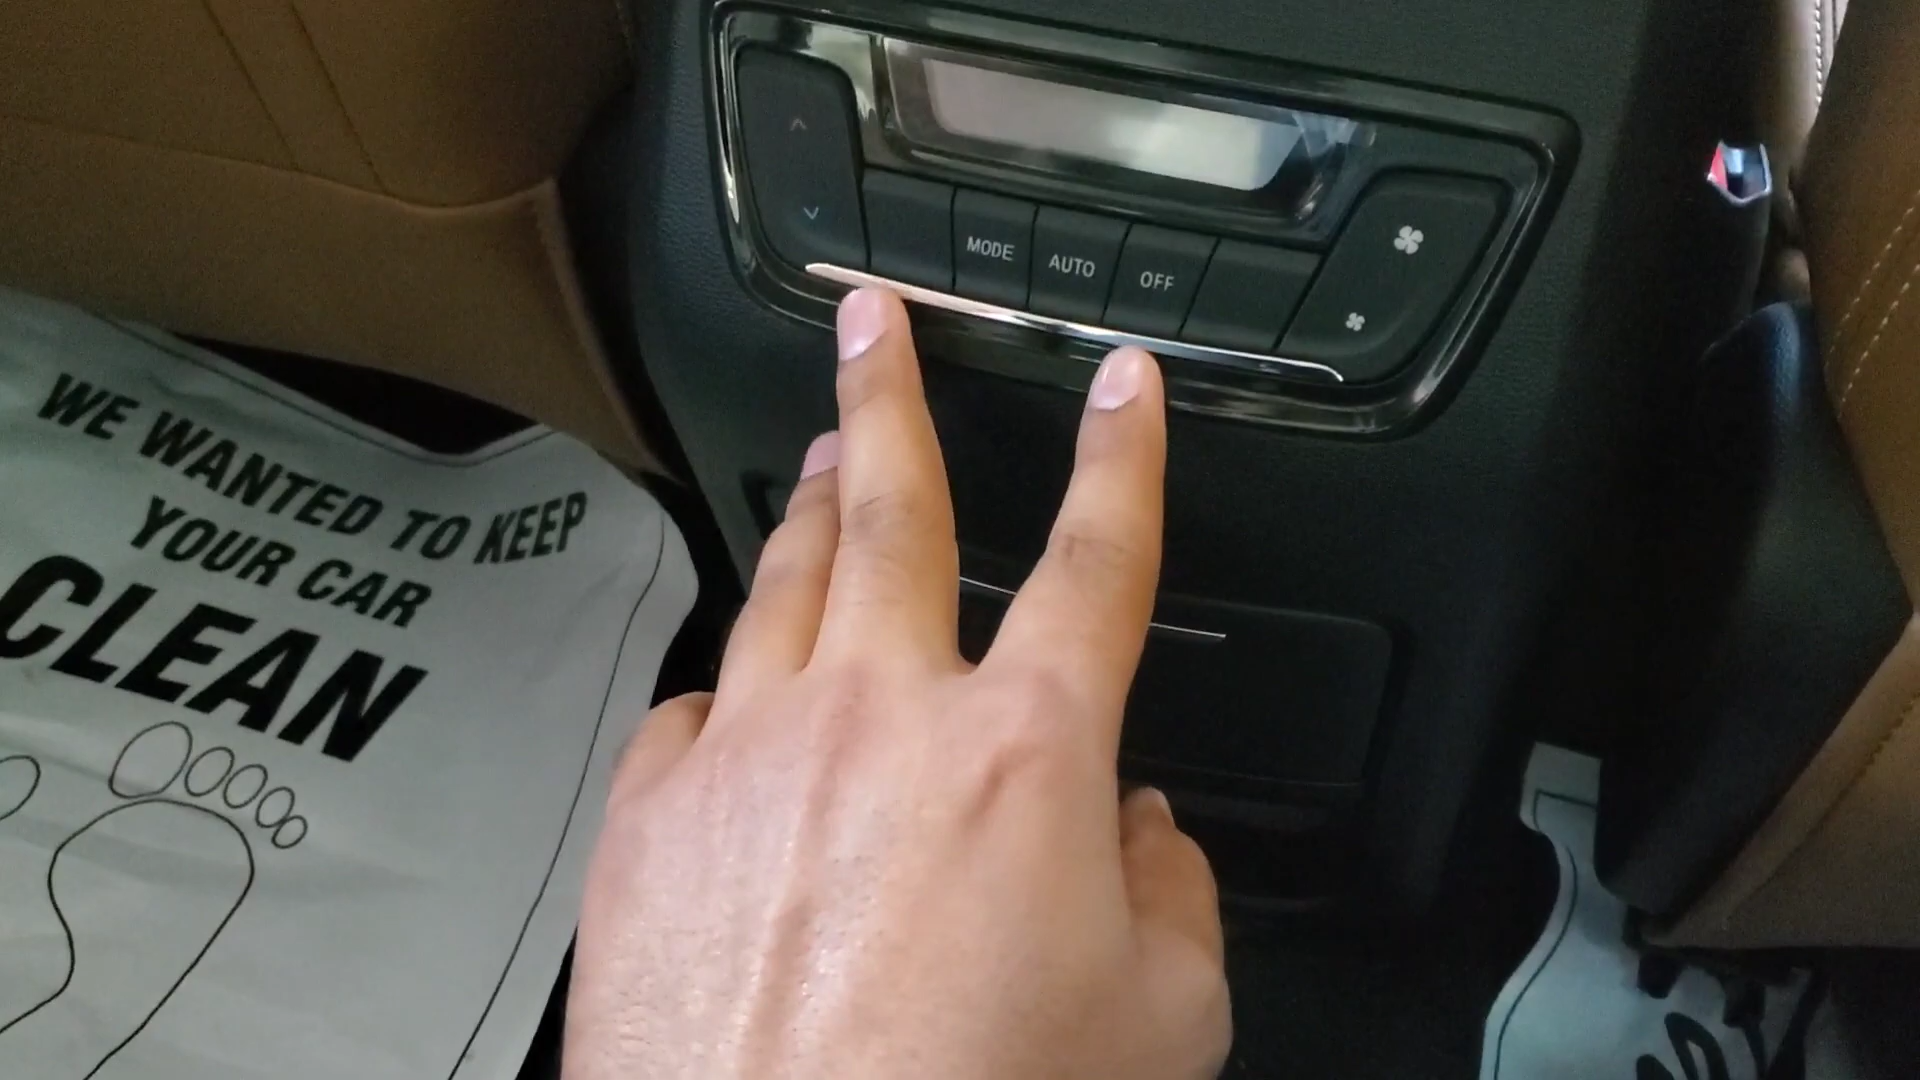 MODE
AUTO
OFF
WE WANTED TO KEEP
YOUR CAR
CLEAN